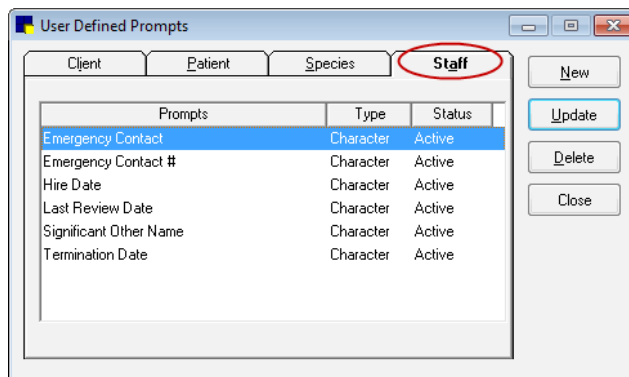 User Defined Prompts
Client Patient Species Staff
New
Prompts Type Status
Update
Emergency Contact Character Active
Emergency Contact # Character Active
Delete
Hire Date Character Active
Last Review Date Character Active
Close
Significant Other Name Character Active
Termination Date Character Active